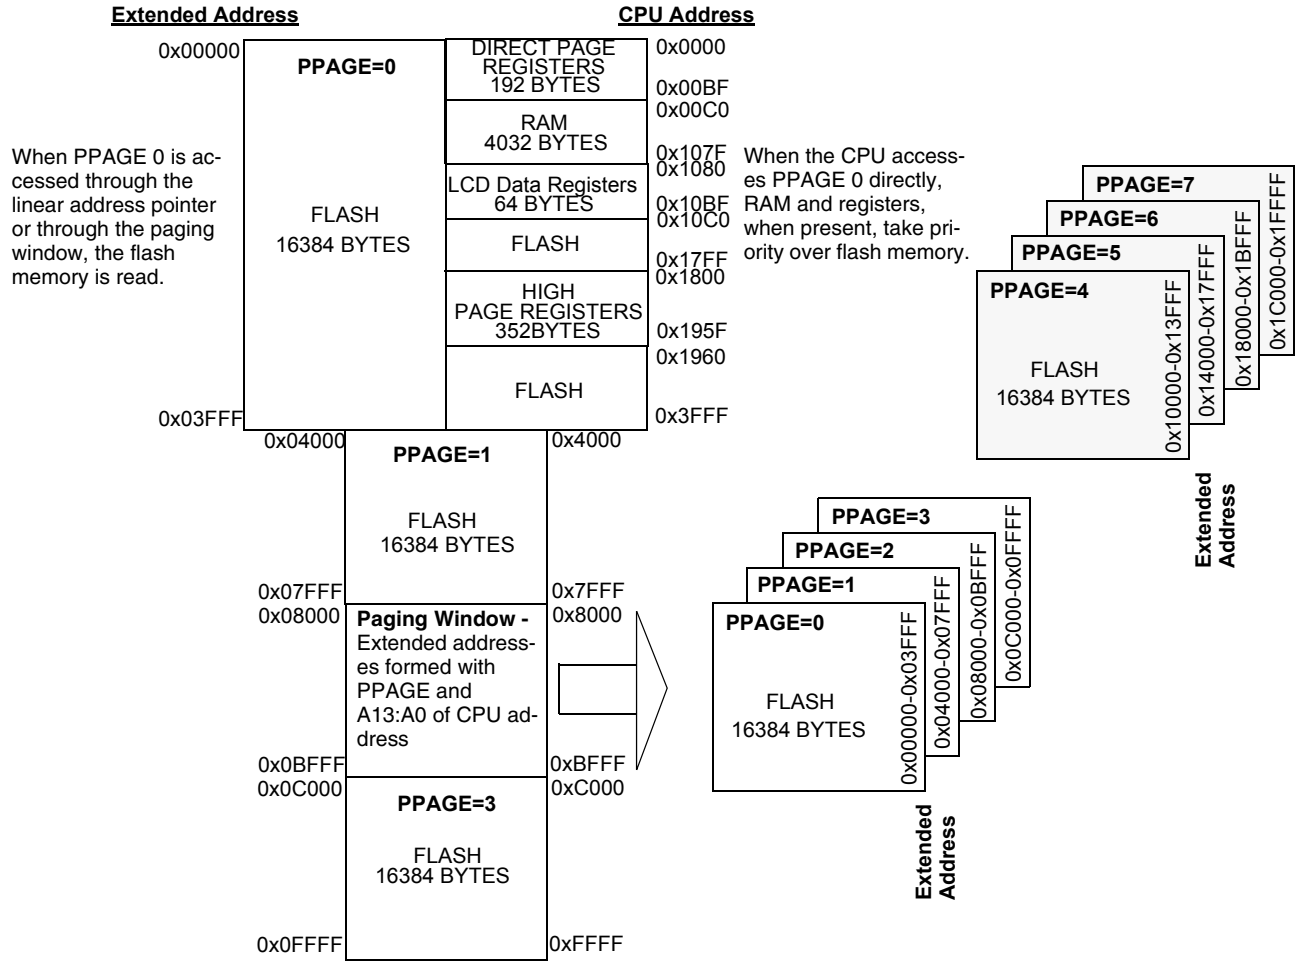 Extended Address
CPU Address
0x00000
PPAGE=0
FLASH
16384 BYTES
0x03FFF
When PPAGE 0 is ac-
cessed through the
linear address pointer
or through the paging
window, the flash
memory is read.
DIRECT PAGE
REGISTERS
192 BYTES
0x0000
0x00BF
RAM
4032 BYTES
0x00C0
0x107F
LCD Data Registers
64 BYTES
0x1080
0x10BF
FLASH
0x10C0
0x17FF
HIGH
PAGE REGISTERS
352BYTES
0x1800
0x195F
FLASH
0x1960
0x3FFF
When the CPU access-
es PPAGE 0 directly,
RAM and registers,
when present, take pri-
ority over flash memory.
0x04000
PPAGE=1
0x4000
FLASH
16384 BYTES
0x07FFF
0x7FFF
0x08000
Paging Window -
Extended address-
es formed with
PPAGE and
A13:A0 of CPU ad-
dress
0x8000
0x0BFFF
0xBFFF
0x0C000
PPAGE=3
0xC000
FLASH
16384 BYTES
0x0FFFF
0xFFFF
PPAGE=7
0x1C000-0x1FFFF
PPAGE=6
0x18000-0x1BFFF
PPAGE=5
0x14000-0x17FFF
PPAGE=4
FLASH
16384 BYTES
0x10000-0x13FFF
Extended
Address
PPAGE=3
0x0C000-0x0FFFF
PPAGE=2
0x08000-0x0BFFF
PPAGE=1
0x04000-0x07FFF
PPAGE=0
FLASH
16384 BYTES
0x00000-0x03FFF
Extended
Address